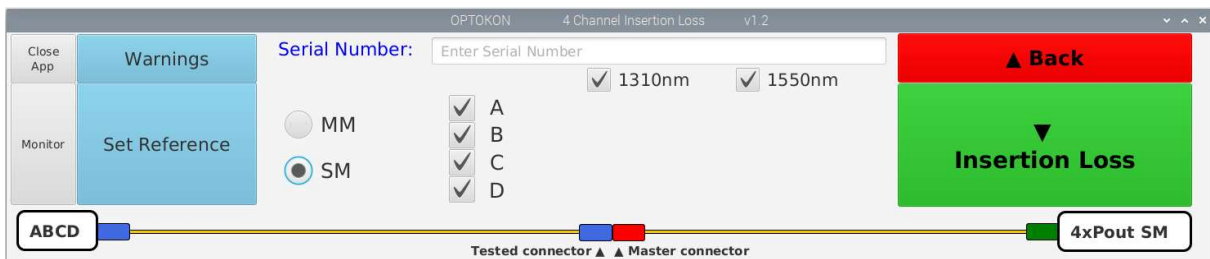 OPTOKON 4 Channel Insertion Loss v1.2
Close App
Warnings
Serial Number:
Enter Serial Number
▲ Back
1310nm
1550nm
Monitor
Set Reference
MM
SM
A
B
C
D
▼
Insertion Loss
ABCD
Tested connector ▲ ▲ Master connector
4xPout SM